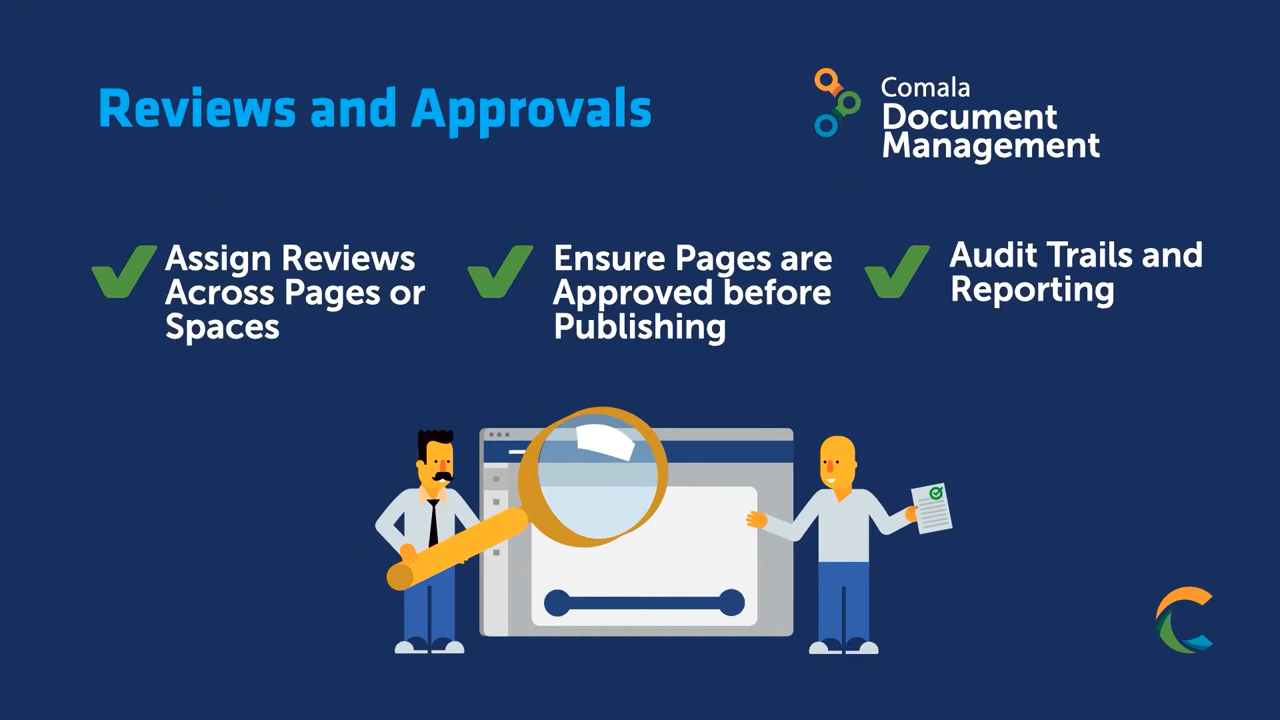 Reviews and Approvals
Comala
Document
Management
Assign Reviews
Across Pages or
Spaces
Ensure Pages are
Approved before
Publishing
Audit Trails and
Reporting